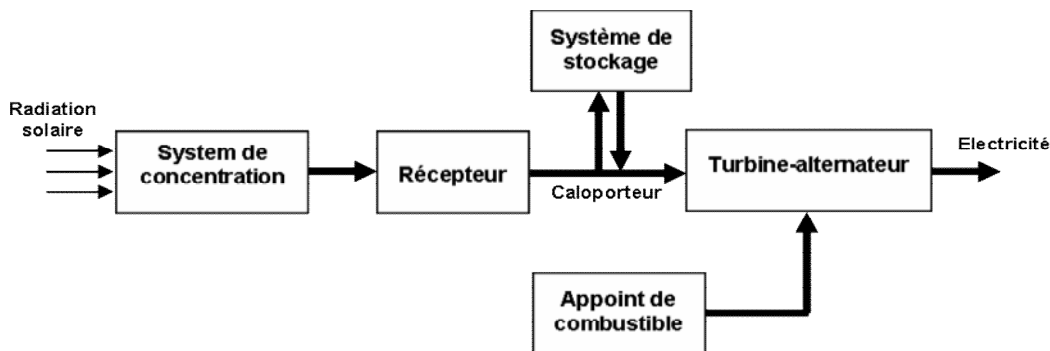 Système de
stockage
Radiation
solaire
System de
concentration
Récepteur
Caloporteur
Turbine-alternateur
Electricité
Appoint de
combustible